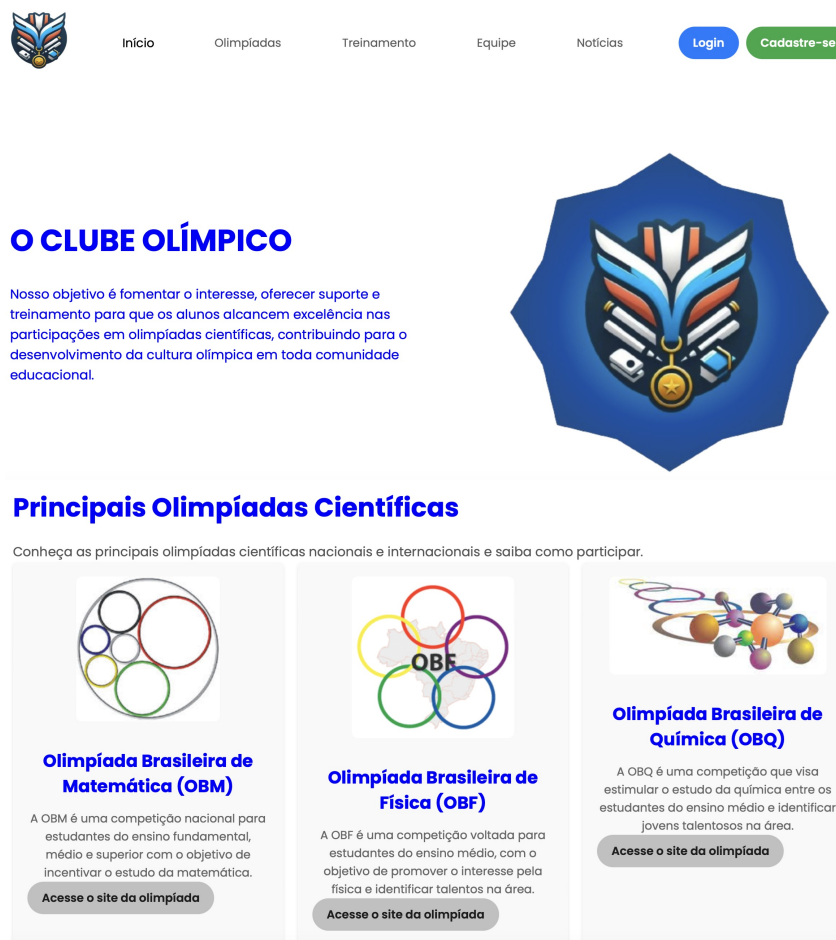 Início
Olimpíadas
Treinamento
Equipe
Notícias
Login
Cadastre-se
O CLUBE OLÍMPICO
Nosso objetivo é fomentar o interesse, oferecer suporte e
treinamento para que os alunos alcancem excelência nas
participações em olimpíadas científicas, contribuindo para o
desenvolvimento da cultura olímpica em toda comunidade
educacional.
Principais Olimpíadas Científicas
Conheça as principais olimpíadas científicas nacionais e internacionais e saiba como participar.
Olimpíada Brasileira de
Matemática (OBM)
A OBM é uma competição nacional para
estudantes do ensino fundamental,
médio e superior com o objetivo de
incentivar o estudo da matemática.
Acesse o site da olimpíada
OBF
Olimpíada Brasileira de
Física (OBF)
A OBF é uma competição voltada para
estudantes do ensino médio, com o
objetivo de promover o interesse pela
física e identificar talentos na área.
Acesse o site da olimpíada
Olimpíada Brasileira de
Química (OBQ)
A OBQ é uma competição que visa
estimular o estudo da química entre os
estudantes do ensino médio e identificar
jovens talentosos na área.
Acesse o site da olimpíada